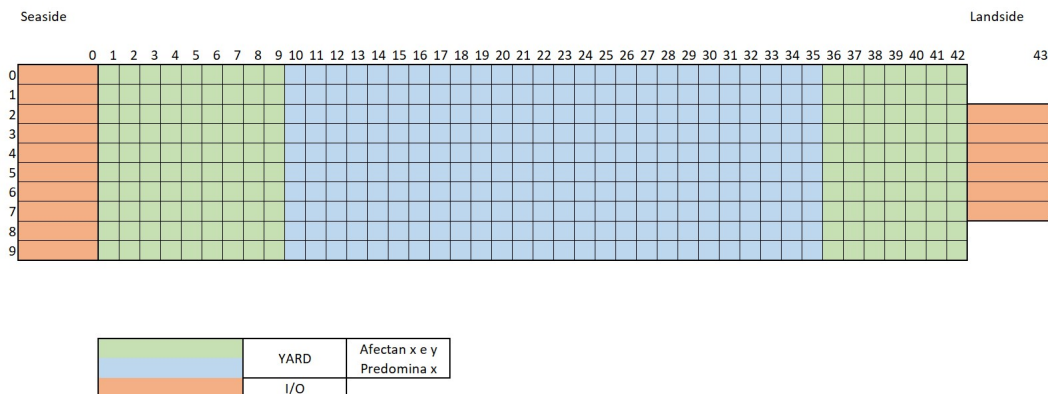 Seaside Landside
0 1 2 3 4 5 6 7 8 9 10 11 12 13 14 15 16 17 18 19 20 21 22 23 24 25 26 27 28 29 30 31 32 33 34 35 36 37 38 39 40 41 42 43
0
1
2
3
4
5
6
7
8
9
YARD Afectan x e y
Predomina x
I/O